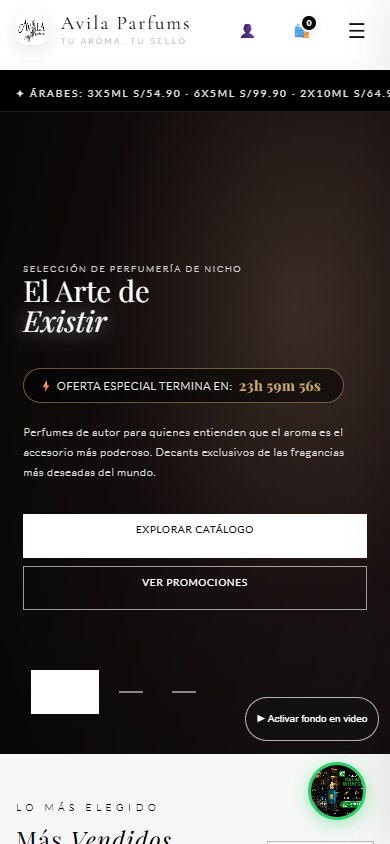 AVILA
Avila Parfums
TU AROMA, TU SELLO
0
✦ ÁRABES: 3X5ML S/54.90 - 6X5ML S/99.90 - 2X10ML S/64.9
SELECCIÓN DE PERFUMERÍA DE NICHO
El Arte de
Existir
OFERTA ESPECIAL TERMINA EN: 23h 59m 56s
Perfumes de autor para quienes entienden que el aroma es el
accesorio más poderoso. Decants exclusivos de las fragancias
más deseadas del mundo.
EXPLORAR CATÁLOGO
VER PROMOCIONES
▶ Activar fondo en video
LO MÁS ELEGIDO
Más Vendidos